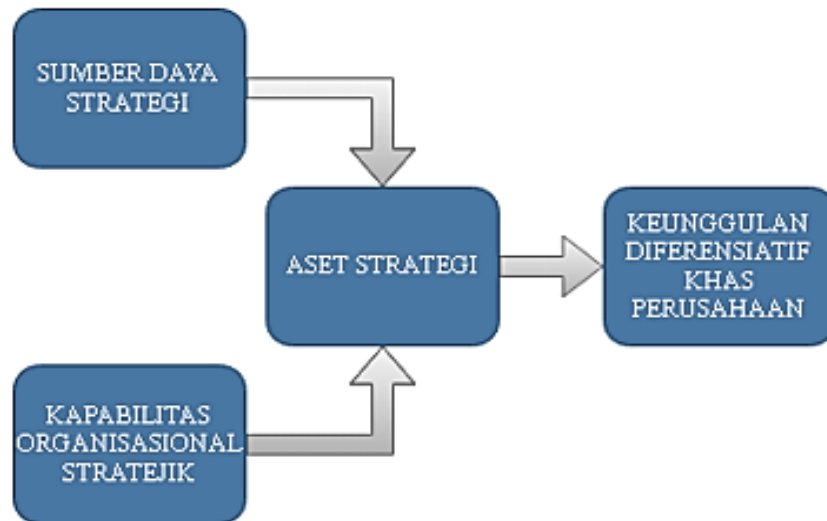 SUMBER DAYA
STRATEGI
ASET STRATEGI
KEUNGGULAN
DIFERENSIATIF
KHAS
PERUSAHAAN
KAPABILITAS
ORGANISASIONAL
STRATEJIK